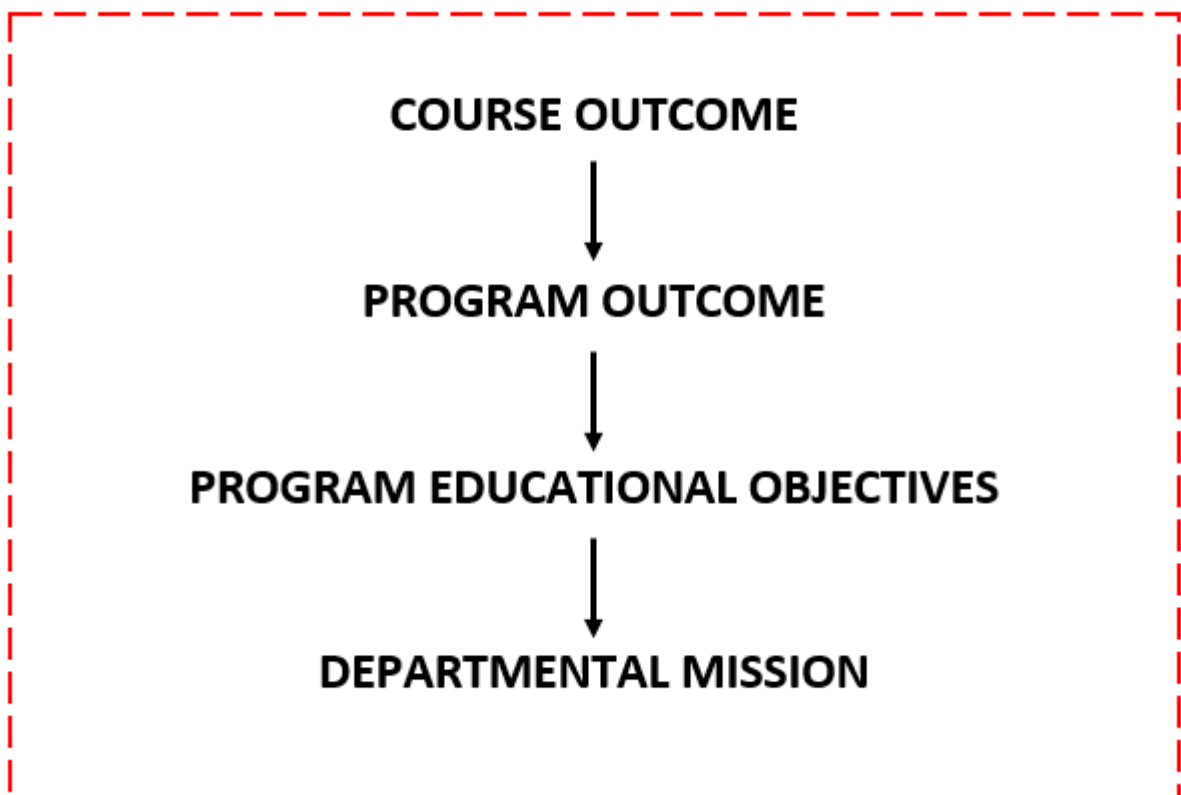 COURSE OUTCOME
PROGRAM OUTCOME
PROGRAM EDUCATIONAL OBJECTIVES
DEPARTMENTAL MISSION